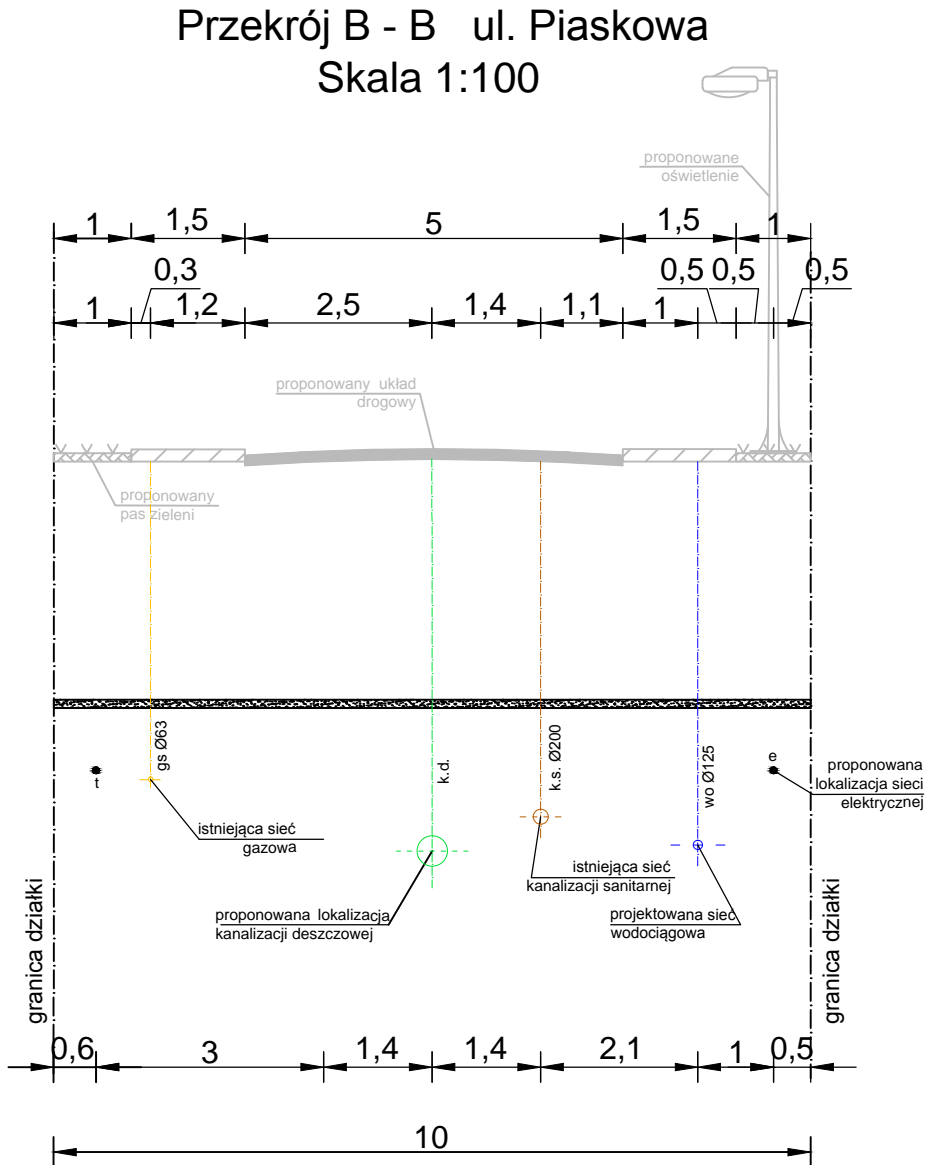 Przekrój B - B ul. Piaskowa
Skala 1:100
proponowane
oświetlenie
1 1,5 5 1,5 1
0,3 0,5 0,5 0,5
1 1,2 2,5 1,4 1,1 1
proponowany układ
drogowy
proponowany
pas zieleni
gs Ø63
k.d.
k.s. Ø200
wo Ø125
t
e
proponowana
lokalizacja sieci
elektrycznej
istniejąca sieć
gazowa
istniejąca sieć
kanalizacji sanitarnej
proponowana lokalizacja
kanalizacji deszczowej
projektowana sieć
wodociągowa
granica działki
granica działki
0,6 3 1,4 1,4 2,1 1 0,5
10